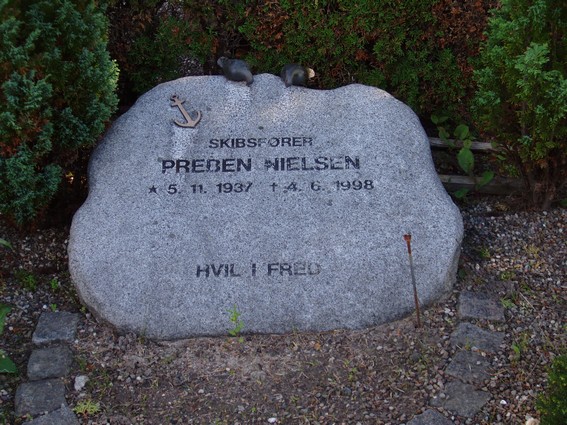 SKIBSFØRER
PREBEN NIELSEN
* 5. 11. 1937 † 4. 6. 1998
HVIL I FRED